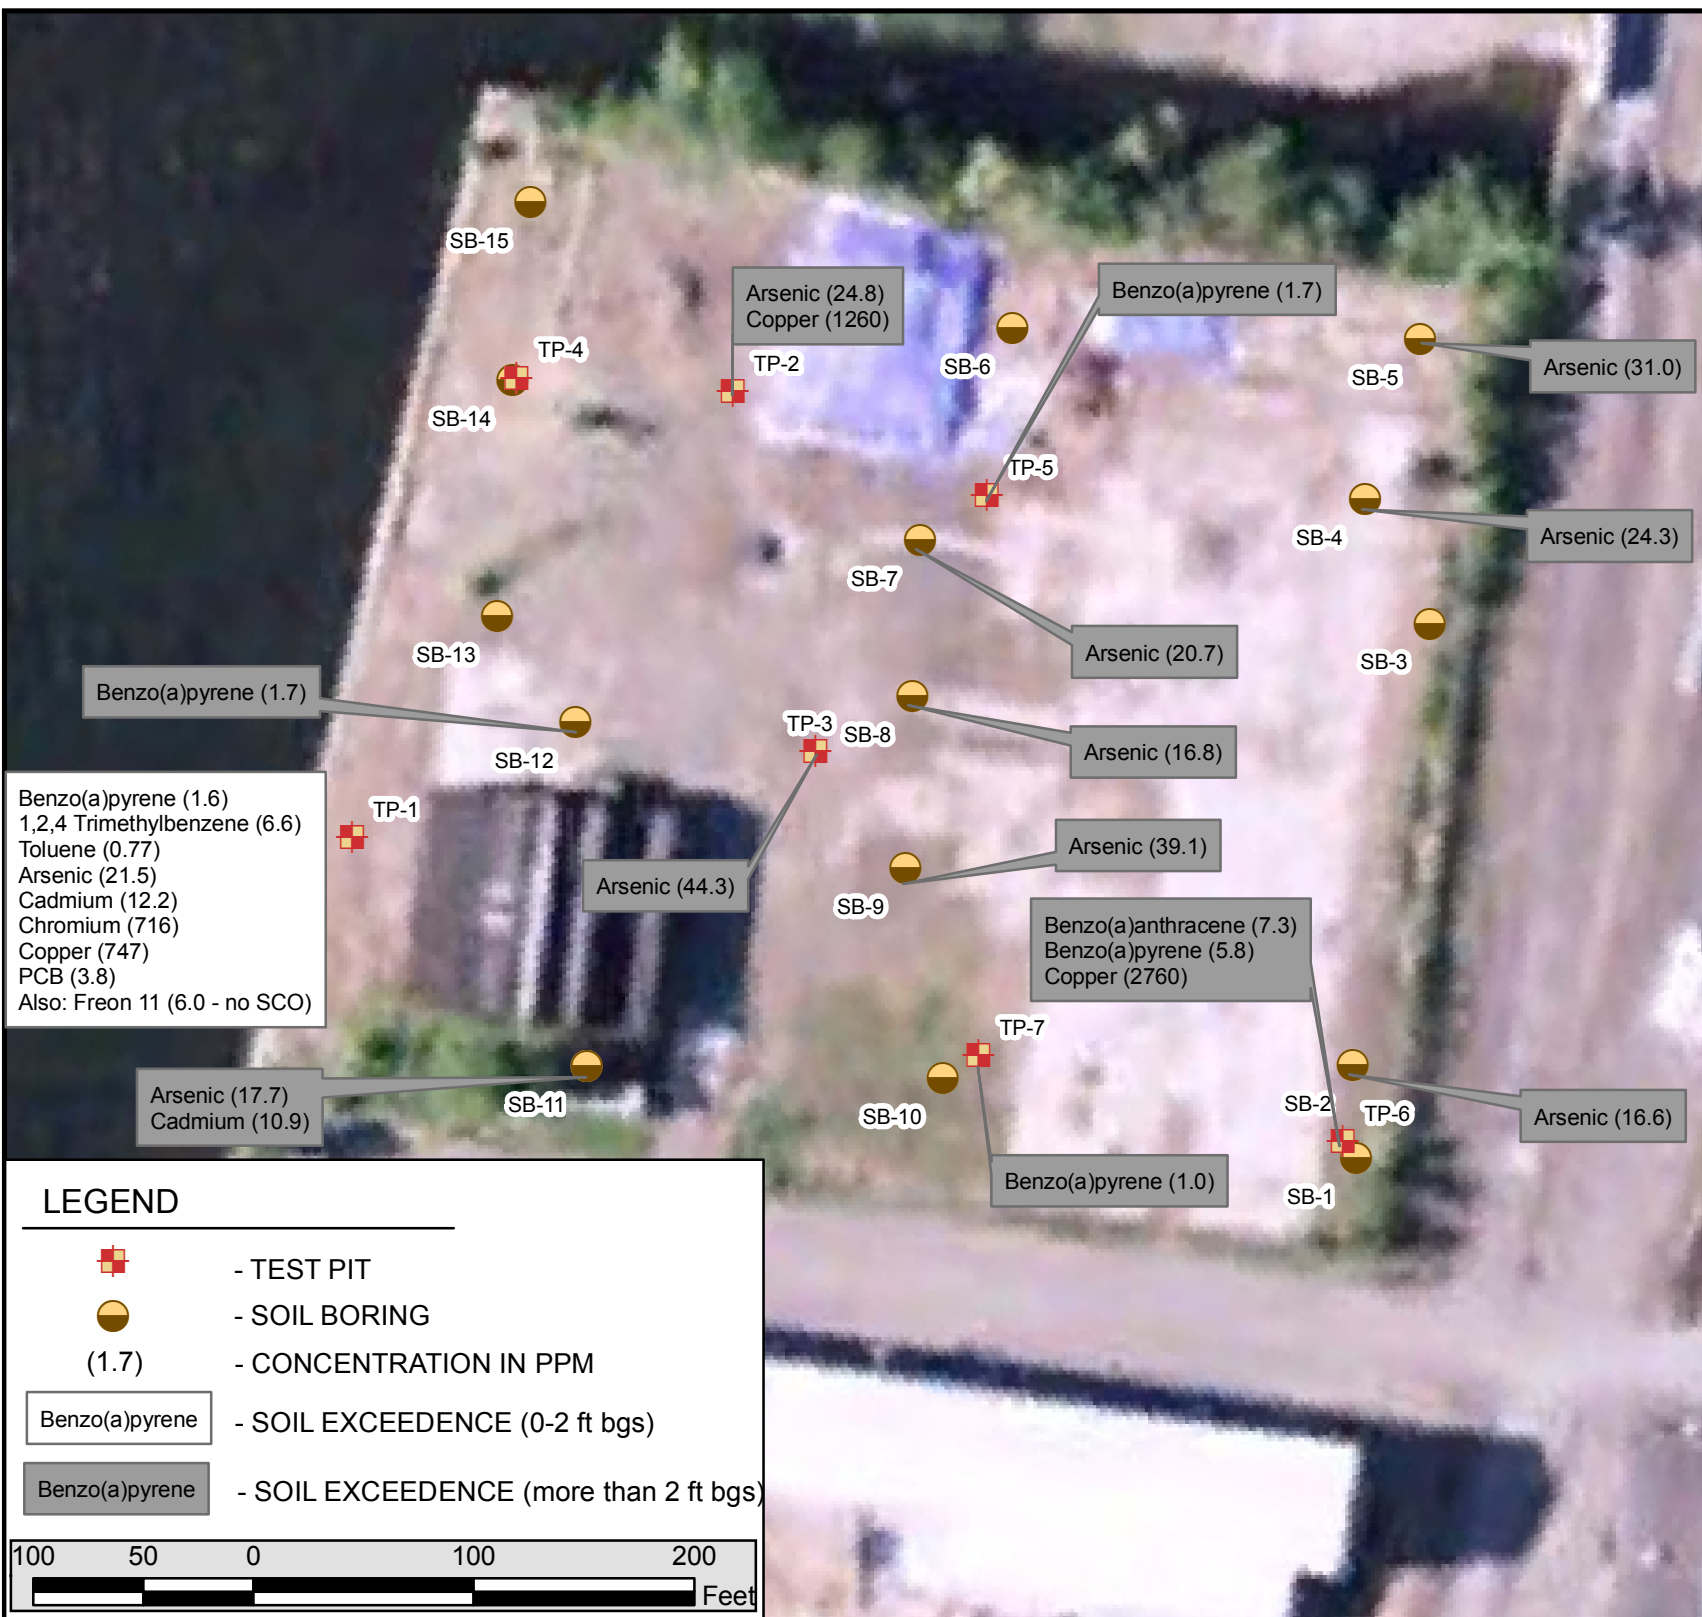 SB-15
Arsenic (24.8)
Copper (1260)
Benzo(a)pyrene (1.7)
TP-4
TP-2
SB-6
SB-5
Arsenic (31.0)
SB-14
TP-5
SB-4
Arsenic (24.3)
SB-7
SB-13
Arsenic (20.7)
SB-3
Benzo(a)pyrene (1.7)
TP-3
SB-8
Arsenic (16.8)
SB-12
Benzo(a)pyrene (1.6)
1,2,4 Trimethylbenzene (6.6)
Toluene (0.77)
Arsenic (21.5)
Cadmium (12.2)
Chromium (716)
Copper (747)
PCB (3.8)
Also: Freon 11 (6.0 - no SCO)
TP-1
Arsenic (44.3)
Arsenic (39.1)
SB-9
Benzo(a)anthracene (7.3)
Benzo(a)pyrene (5.8)
Copper (2760)
TP-7
Arsenic (17.7)
Cadmium (10.9)
SB-11
SB-10
SB-2
TP-6
Arsenic (16.6)
Benzo(a)pyrene (1.0)
SB-1
LEGEND
- TEST PIT
- SOIL BORING
(1.7) - CONCENTRATION IN PPM
Benzo(a)pyrene - SOIL EXCEEDENCE (0-2 ft bgs)
Benzo(a)pyrene - SOIL EXCEEDENCE (more than 2 ft bgs)
100 50 0 100 200
Feet